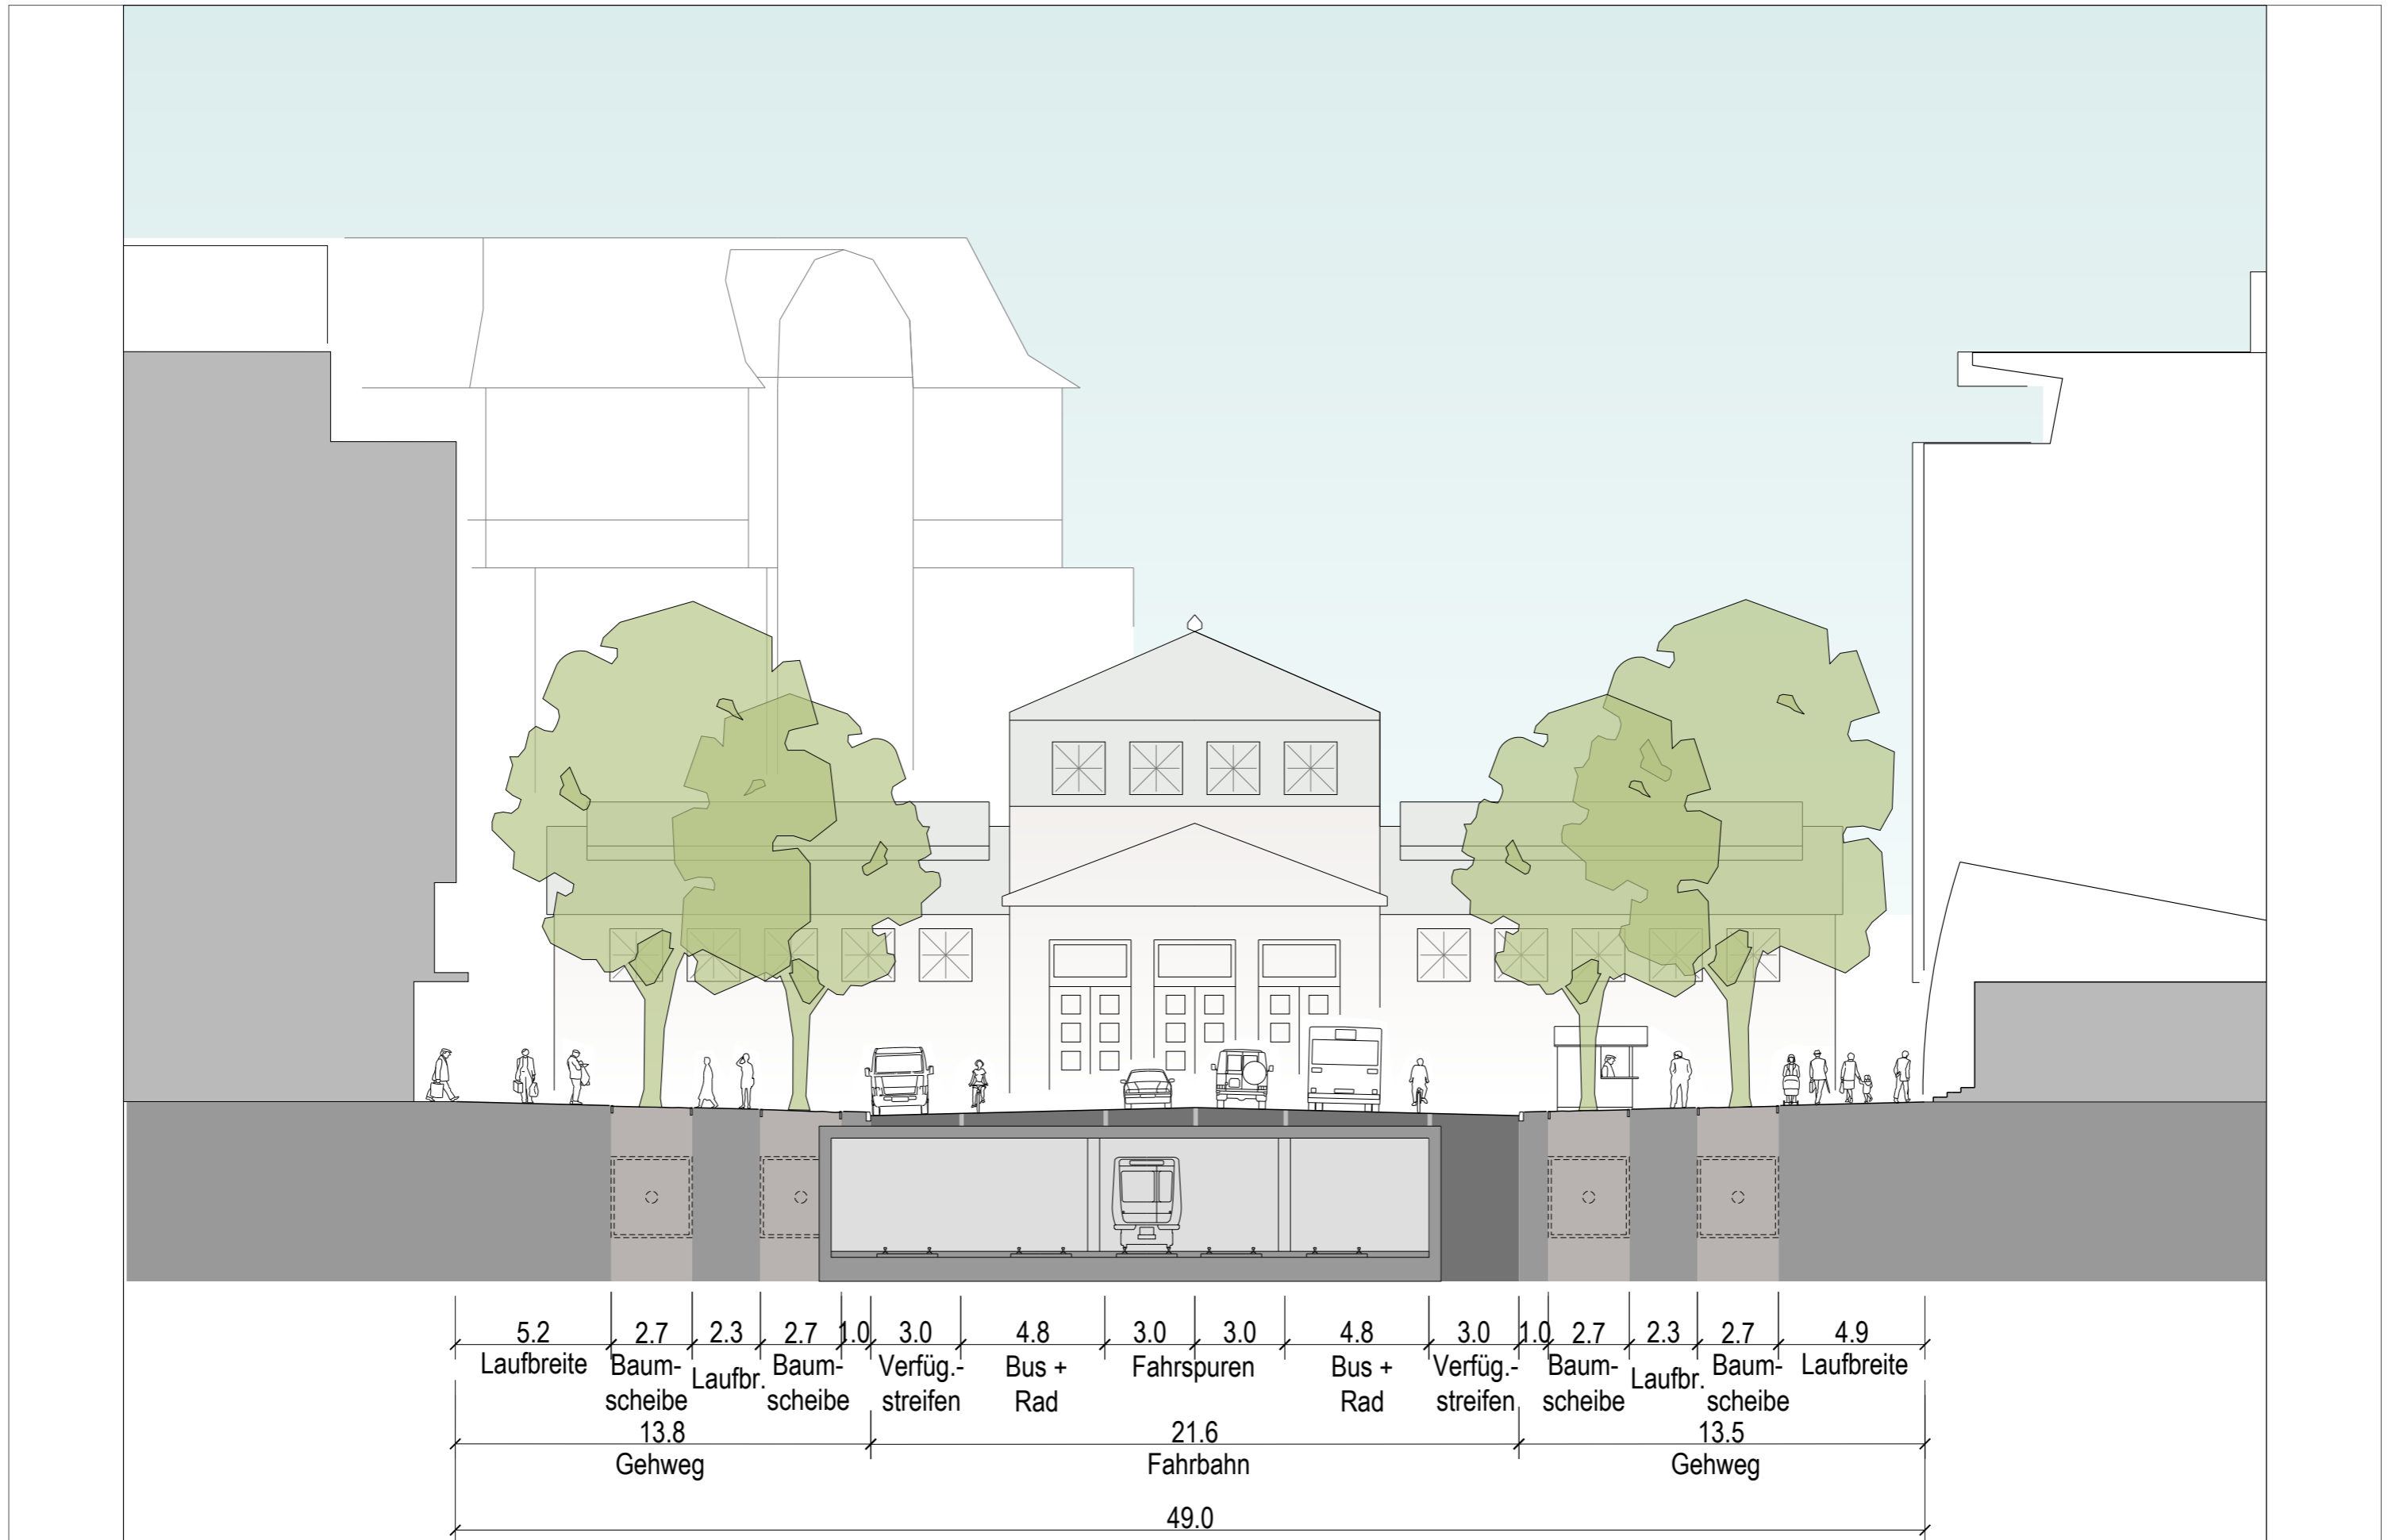 5.2 2.7 2.3 2.7 1.0 3.0 4.8 3.0 3.0 4.8 3.0 1.0 2.7 2.3 2.7 4.9
Laufbreite Baum- Laufbr. Baum- Verfüg.- Bus + Fahrspuren Bus + Verfüg.- Baum- Laufbr. Baum- Laufbreite
scheibe scheibe streifen Rad Rad streifen scheibe scheibe
13.8 21.6 13.5
Gehweg Fahrbahn Gehweg
49.0